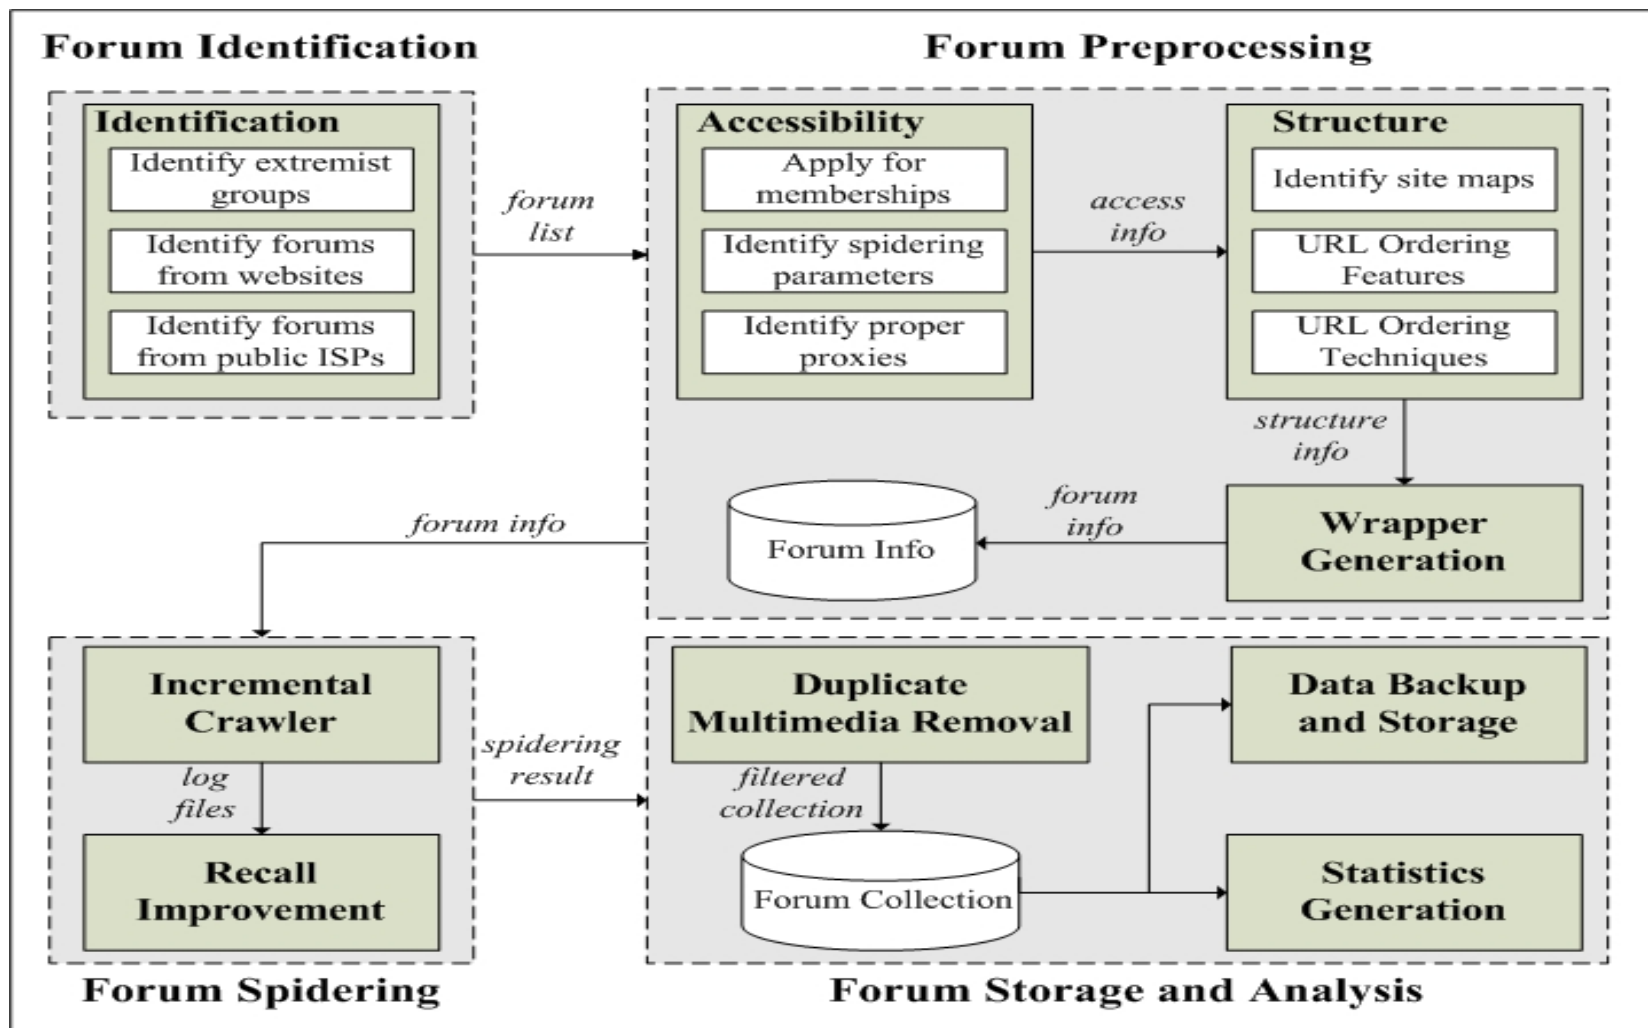 Forum Identification
Identification
Identify extremist
groups
Identify forums
from websites
Identify forums
from public ISPs
forum
list
Forum Preprocessing
Accessibility
Apply for
memberships
Identify spidering
parameters
Identify proper
proxies
access
info
Structure
Identify site maps
URL Ordering
Features
URL Ordering
Techniques
structure
info
Wrapper
Generation
forum
info
Forum Info
forum info
Incremental
Crawler
log
files
Recall
Improvement
Forum Spidering
spidering
result
Duplicate
Multimedia Removal
filtered
collection
Forum Collection
Data Backup
and Storage
Statistics
Generation
Forum Storage and Analysis